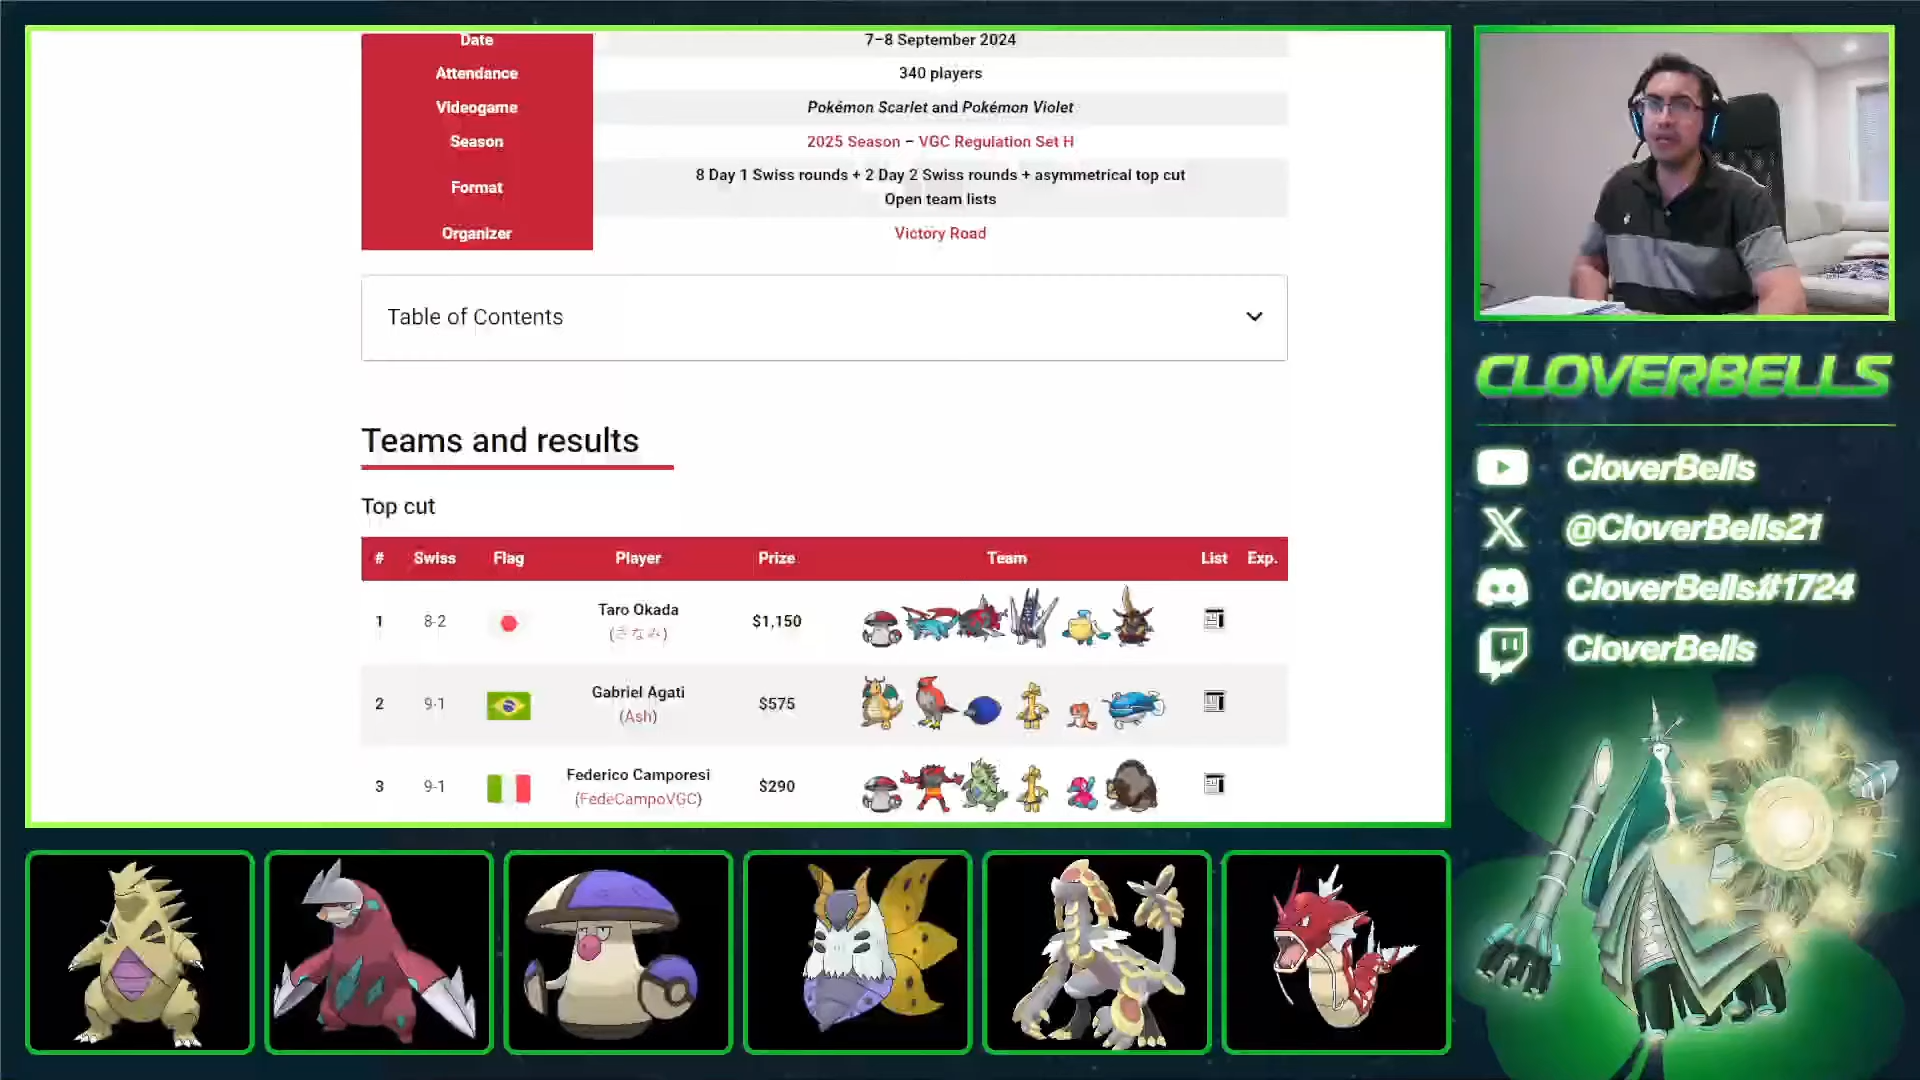 Date 7–8 September 2024
Attendance 340 players
Videogame Pokémon Scarlet and Pokémon Violet
Season 2025 Season – VGC Regulation Set H
Format 8 Day 1 Swiss rounds + 2 Day 2 Swiss rounds + asymmetrical top cut
Open team lists
Organizer Victory Road
Table of Contents
Teams and results
Top cut
# Swiss Flag Player Prize Team List Exp.
1 8-2 Taro Okada $1,150
(きなみ)
2 9-1 Gabriel Agati $575
(Ash)
3 9-1 Federico Camporesi $290
(FedeCampoVGC)
CLOVERBELLS
CloverBells
@CloverBells21
CloverBells#1724
CloverBells